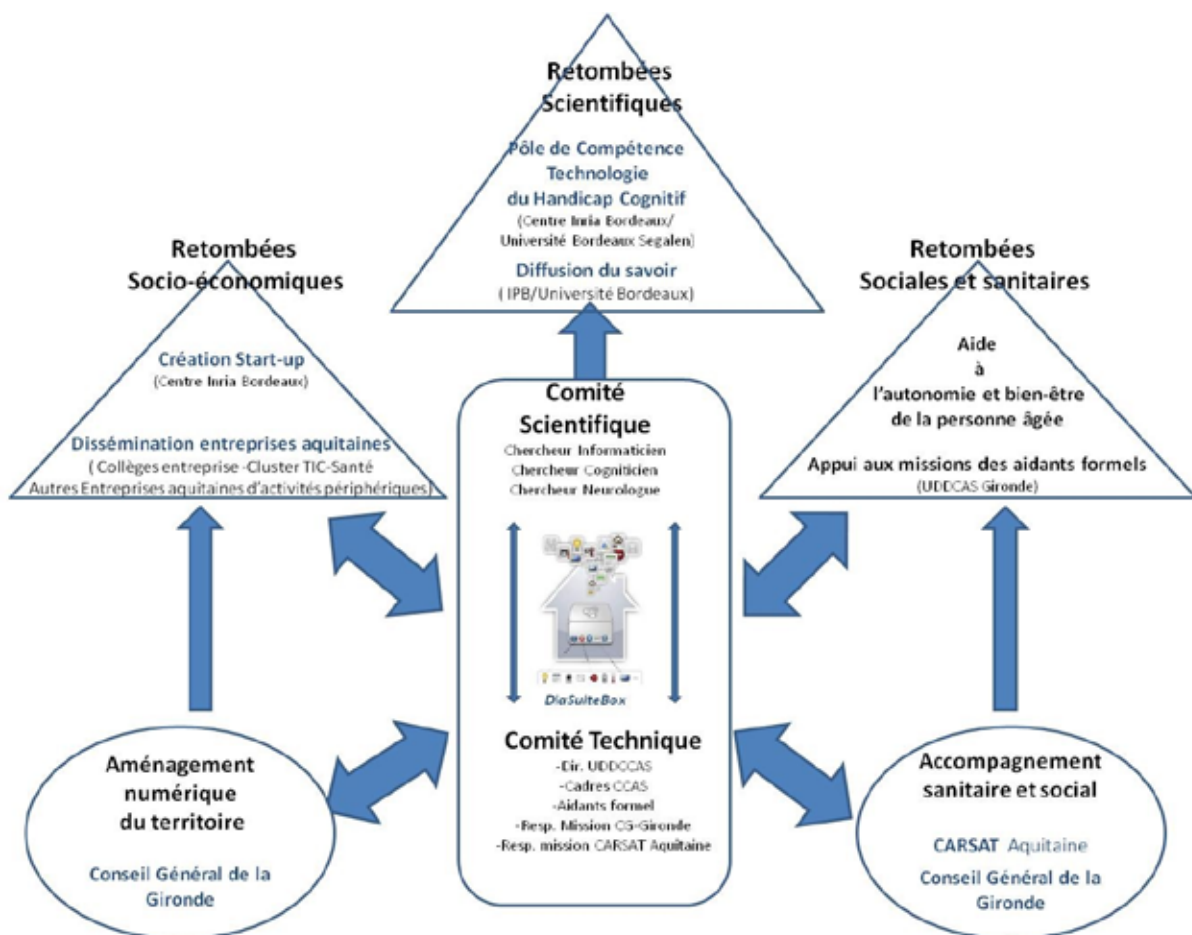 Retombées
Scientifiques
Pôle de Compétence
Technologie
du Handicap Cognitif
(Centre Inria Bordeaux/
Université Bordeaux Segalen)
Diffusion du savoir
( IPB/Université Bordeaux)
Retombées
Socio-économiques
Création Start-up
(Centre Inria Bordeaux)
Dissémination entreprises aquitaines
( Collèges entreprise -Cluster TIC-Santé
Autres Entreprises aquitaines d'activités périphériques)
Retombées
Sociales et sanitaires
Aide
à
l'autonomie et bien-être
de la personne âgée
Appui aux missions des aidants formels
(UDDCAS Gironde)
Comité
Scientifique
Chercheur Informaticien
Chercheur Cogniticien
Chercheur Neurologue
DiaSuiteBox
Comité Technique
-Dir. UDDCCAS
-Cadres CCAS
-Aidants formel
-Resp. Mission CG-Gironde
-Resp. mission CARSAT Aquitaine
Aménagement
numérique
du territoire
Conseil Général de la
Gironde
Accompagnement
sanitaire et social
CARSAT Aquitaine
Conseil Général de la
Gironde